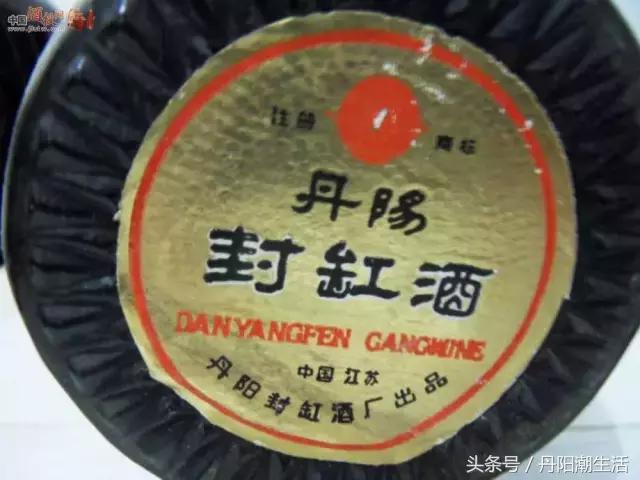 注册 商标
丹陽
封缸酒
DANYANGFEN GANGWINE
中国江苏
丹阳封缸酒厂出品
头条号 / 丹阳潮生活